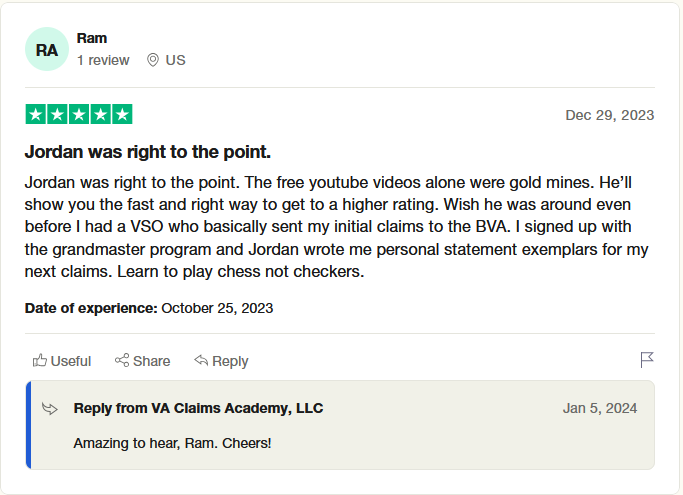 RA
Ram
1 review US
Dec 29, 2023
Jordan was right to the point.
Jordan was right to the point. The free youtube videos alone were gold mines. He’ll
show you the fast and right way to get to a higher rating. Wish he was around even
before I had a VSO who basically sent my initial claims to the BVA. I signed up with
the grandmaster program and Jordan wrote me personal statement exemplars for my
next claims. Learn to play chess not checkers.
Date of experience: October 25, 2023
Useful Share Reply
Reply from VA Claims Academy, LLC Jan 5, 2024
Amazing to hear, Ram. Cheers!